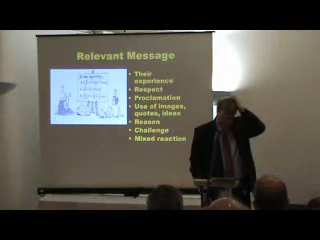 Relevant Message
• Their
experience
• Respect
• Proclamation
• Use of images,
quotes, ideas
• Reason
• Challenge
• Mixed reaction